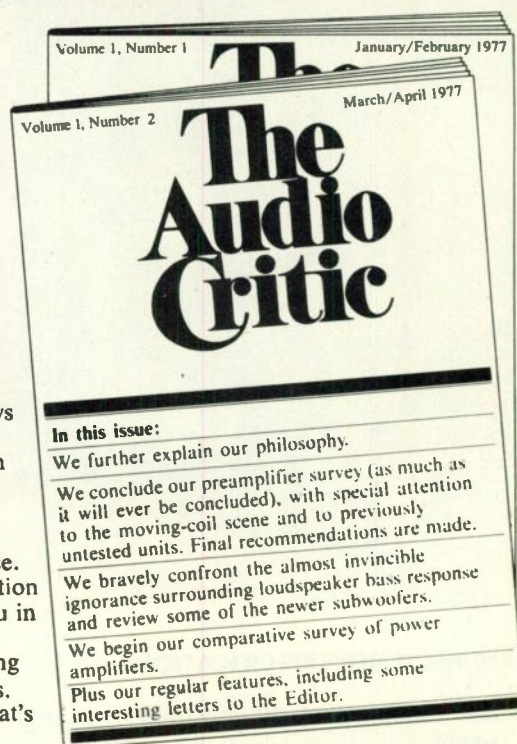 Volume 1, Number 1
January/February 1977
The
Volume 1, Number 2
March/April 1977
The
Audio
Critic
In this issue:
We further explain our philosophy.
We conclude our preamplifier survey (as much as
it will ever be concluded), with special attention
to the moving-coil scene and to previously
untested units. Final recommendations are made.
We bravely confront the almost invincible
ignorance surrounding loudspeaker bass response
and review some of the newer subwoofers.
We begin our comparative survey of power
amplifiers.
Plus our regular features, including some
interesting letters to the Editor.